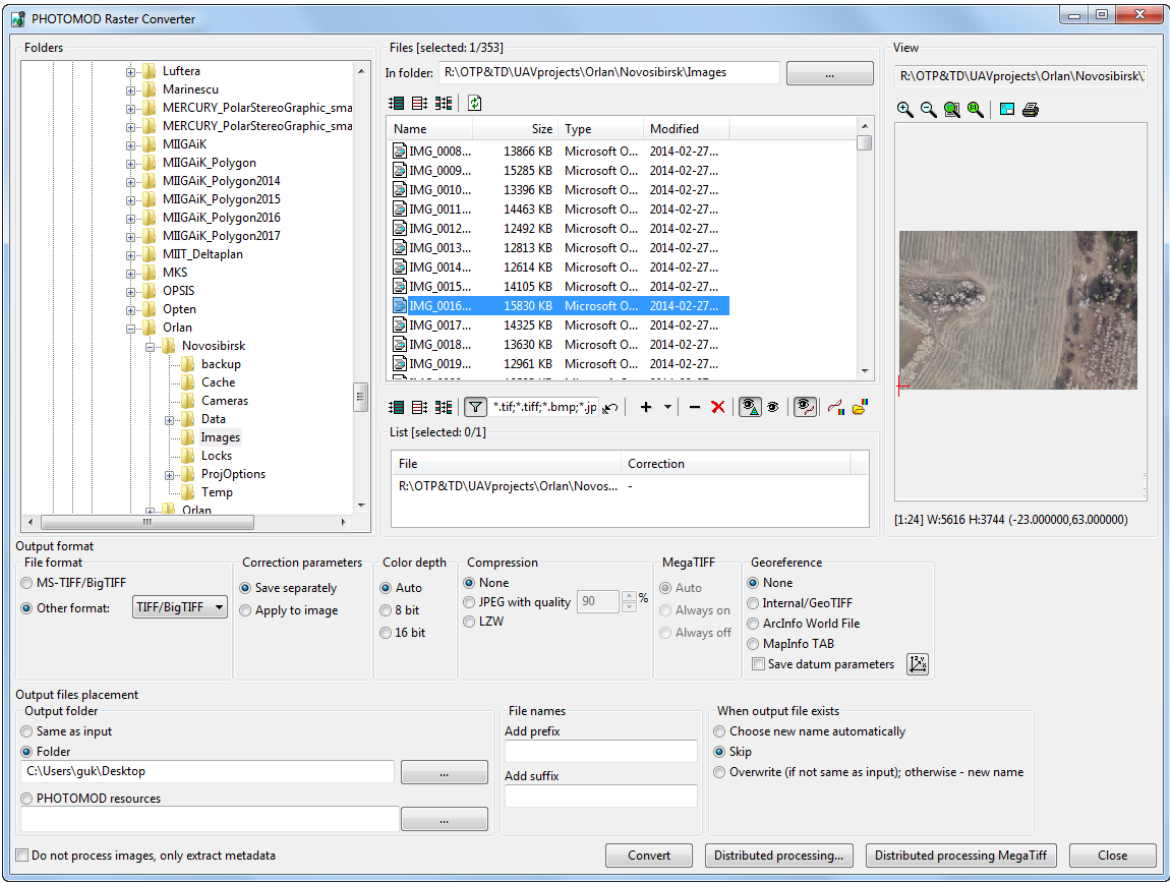 PHOTOMOD Raster Converter
Folders
Luftera
Marinescu
MERCURY_PolarStereoGraphic_sma
MERCURY_PolarStereoGraphic_sma
MIIGAiK
MIIGAiK_Polygon
MIIGAiK_Polygon2014
MIIGAiK_Polygon2015
MIIGAiK_Polygon2016
MIIGAiK_Polygon2017
MIIT_Deltaplan
MKS
OPSIS
Opten
Orlan
Novosibirsk
backup
Cache
Cameras
Data
Images
Locks
ProjOptions
Temp
Orlan
Files [selected: 1/353]
In folder: R:\OTP&TD\UAVprojects\Orlan\Novosibirsk\Images ...
Name Size Type Modified
IMG_0008... 13866 KB Microsoft O... 2014-02-27...
IMG_0009... 15285 KB Microsoft O... 2014-02-27...
IMG_0010... 13396 KB Microsoft O... 2014-02-27...
IMG_0011... 14463 KB Microsoft O... 2014-02-27...
IMG_0012... 12492 KB Microsoft O... 2014-02-27...
IMG_0013... 12813 KB Microsoft O... 2014-02-27...
IMG_0014... 12614 KB Microsoft O... 2014-02-27...
IMG_0015... 14105 KB Microsoft O... 2014-02-27...
IMG_0016... 15830 KB Microsoft O... 2014-02-27...
IMG_0017... 14325 KB Microsoft O... 2014-02-27...
IMG_0018... 13630 KB Microsoft O... 2014-02-27...
IMG_0019... 12961 KB Microsoft O... 2014-02-27...
*.tif;*.tiff;*.bmp;*.jp
List [selected: 0/1]
File Correction
R:\OTP&TD\UAVprojects\Orlan\Novos... -
View
R:\OTP&TD\UAVprojects\Orlan\Novosibirsk\
[1:24] W:5616 H:3744 (-23.000000,63.000000)
Output format
File format
MS-TIFF/BigTIFF
Other format: TIFF/BigTIFF
Correction parameters
Save separately
Apply to image
Color depth
Auto
8 bit
16 bit
Compression
None
JPEG with quality 90 %
LZW
MegaTIFF
Auto
Always on
Always off
Georeference
None
Internal/GeoTIFF
ArcInfo World File
MapInfo TAB
Save datum parameters
Output files placement
Output folder
Same as input
Folder
C:\Users\guk\Desktop ...
PHOTOMOD resources
...
File names
Add prefix
Add suffix
When output file exists
Choose new name automatically
Skip
Overwrite (if not same as input); otherwise - new name
Do not process images, only extract metadata
Convert
Distributed processing...
Distributed processing MegaTiff
Close